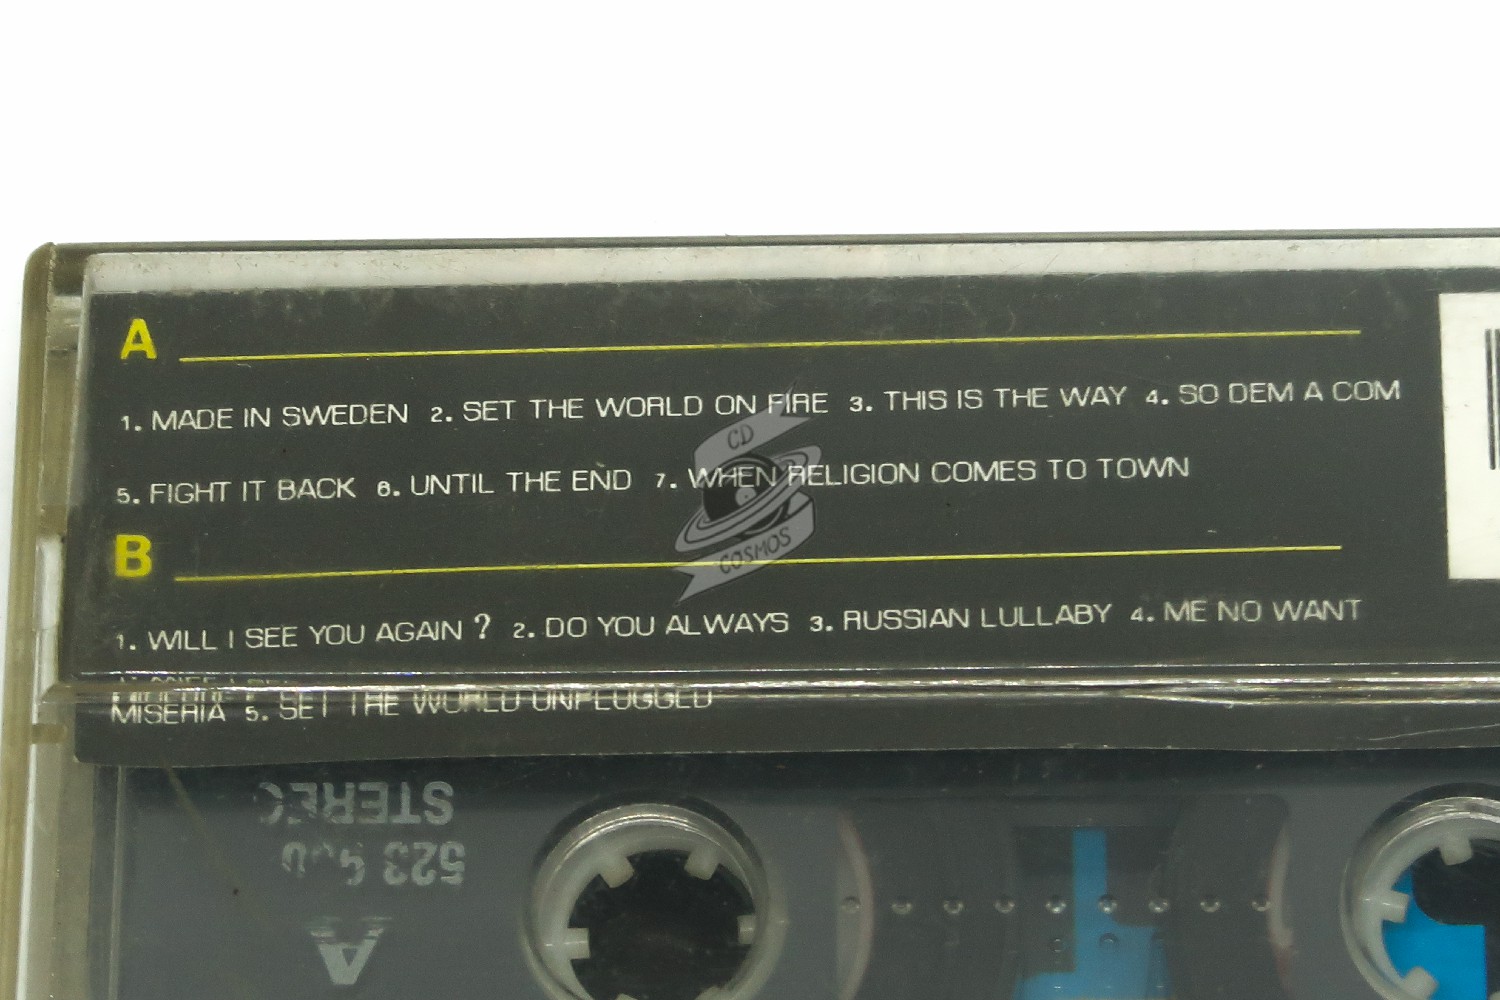 A
1. MADE IN SWEDEN 2. SET THE WORLD ON FIRE 3. THIS IS THE WAY 4. SO DEM A COM
5. FIGHT IT BACK 6. UNTIL THE END 7. WHEN RELIGION COMES TO TOWN
CD
COSMOS
B
1. WILL I SEE YOU AGAIN ? 2. DO YOU ALWAYS 3. RUSSIAN LULLABY 4. ME NO WANT
MISERIA 5. SET THE WORLD UNPLUGGED
STEREO
523
A